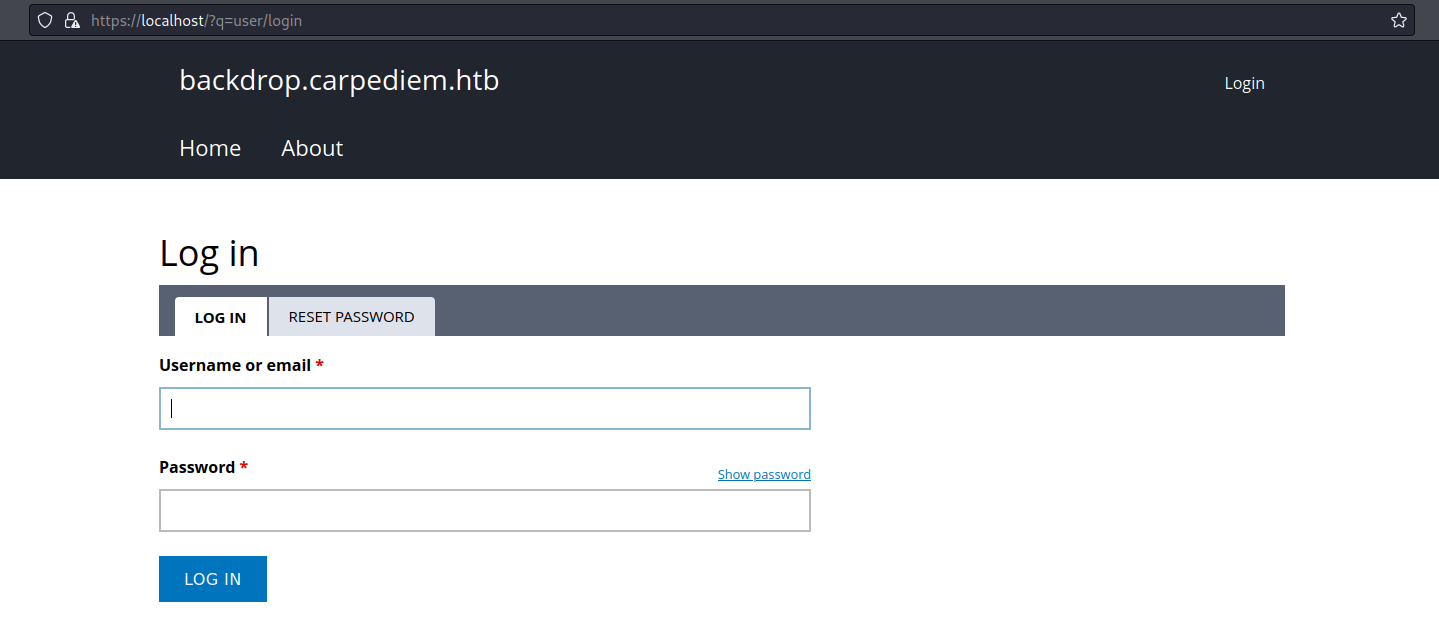 https://localhost/?q=user/login
backdrop.carpediem.htb
Login
Home About
Log in
LOG IN RESET PASSWORD
Username or email *
Password *
Show password
LOG IN